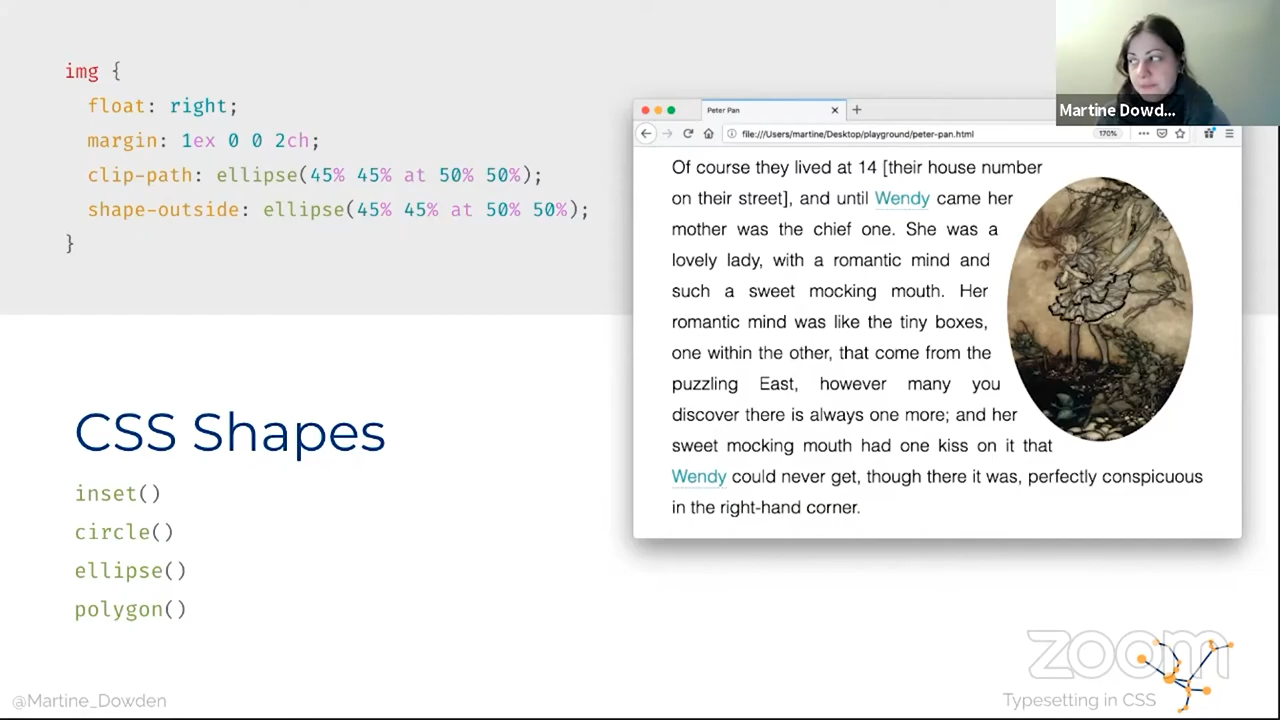 img {
float: right;
margin: 1ex 0 0 2ch;
clip-path: ellipse(45% 45% at 50% 50%);
shape-outside: ellipse(45% 45% at 50% 50%);
}
CSS Shapes
inset()
circle()
ellipse()
polygon()
Peter Pan
file:///Users/martine/Desktop/playground/peter-pan.html
170%
Of course they lived at 14 [their house number
on their street], and until Wendy came her
mother was the chief one. She was a
lovely lady, with a romantic mind and
such a sweet mocking mouth. Her
romantic mind was like the tiny boxes,
one within the other, that come from the
puzzling East, however many you
discover there is always one more; and her
sweet mocking mouth had one kiss on it that
Wendy could never get, though there it was, perfectly conspicuous
in the right-hand corner.
Martine Dowd...
zoom
@Martine_Dowden
Typesetting in CSS